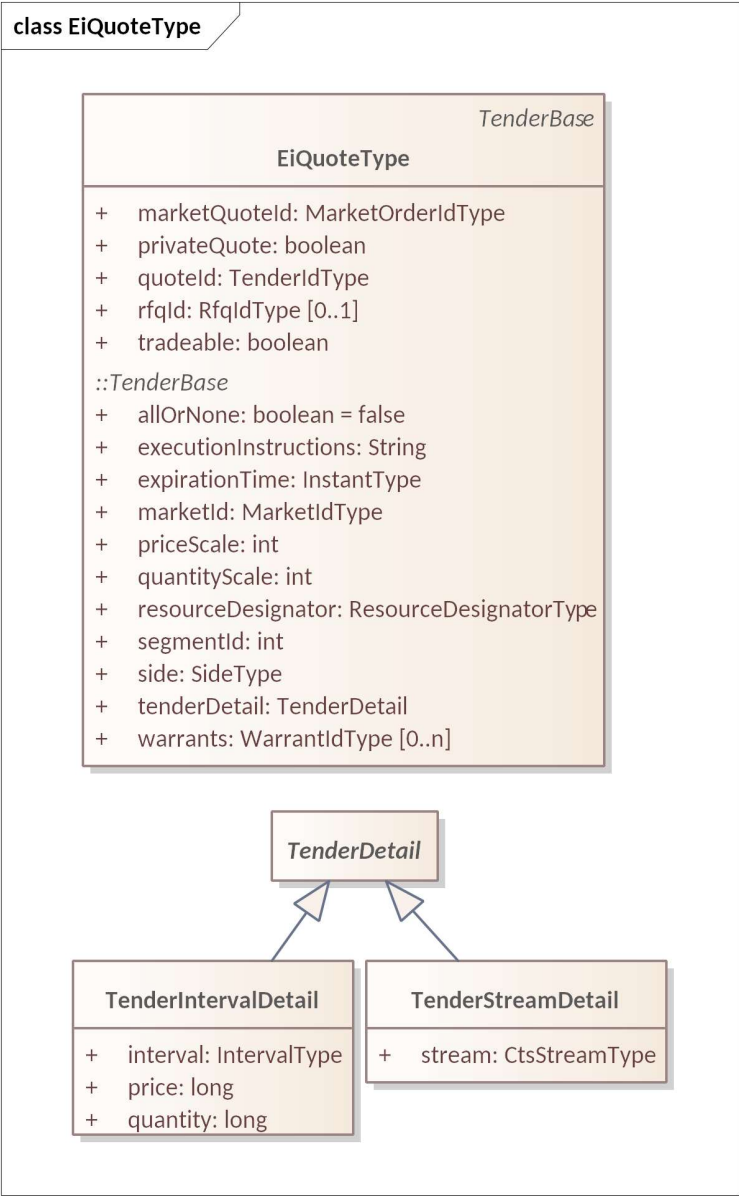 class EiQuoteType
TenderBase
EiQuoteType
+ marketQuoteId: MarketOrderIdType
+ privateQuote: boolean
+ quoteId: TenderIdType
+ rfqId: RfqIdType [0..1]
+ tradeable: boolean
::TenderBase
+ allOrNone: boolean = false
+ executionInstructions: String
+ expirationTime: InstantType
+ marketId: MarketIdType
+ priceScale: int
+ quantityScale: int
+ resourceDesignator: ResourceDesignatorType
+ segmentId: int
+ side: SideType
+ tenderDetail: TenderDetail
+ warrants: WarrantIdType [0..n]
TenderDetail
TenderIntervalDetail
+ interval: IntervalType
+ price: long
+ quantity: long
TenderStreamDetail
+ stream: CtsStreamType